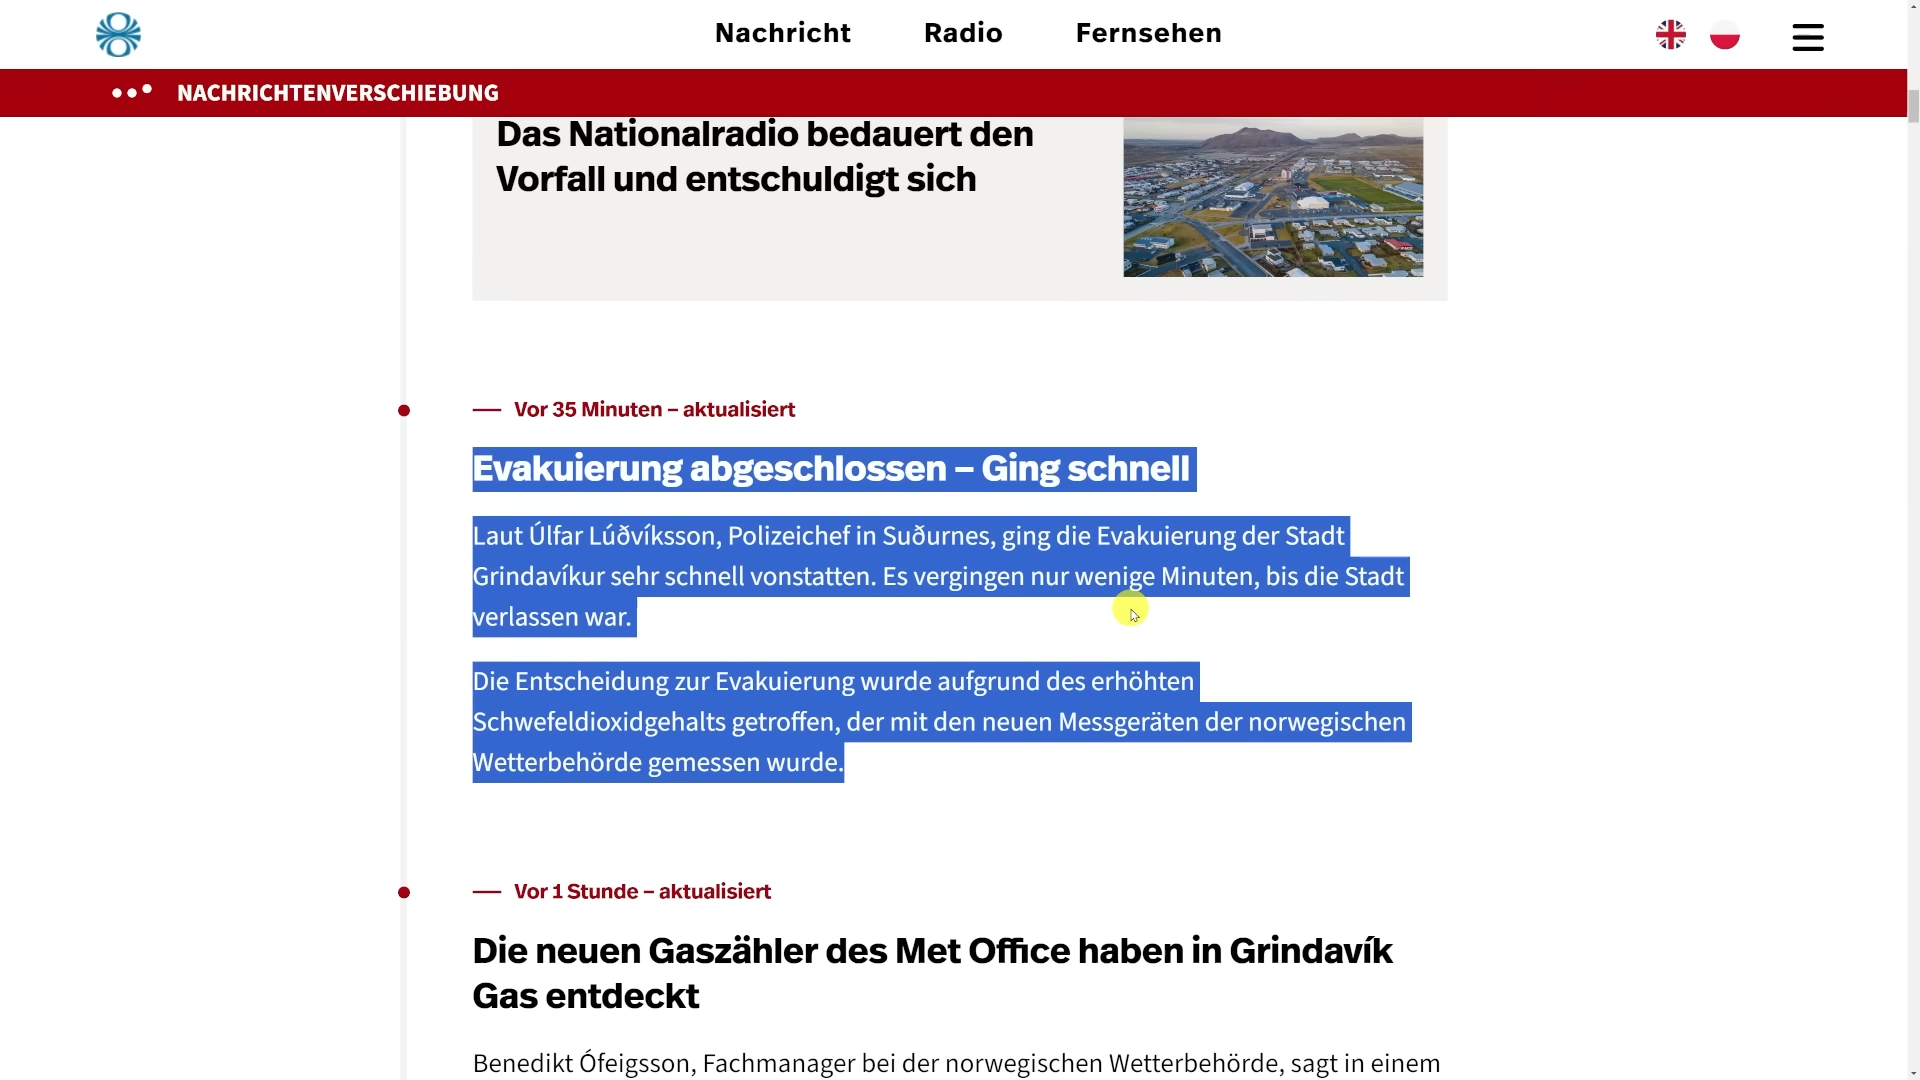 Nachricht Radio Fernsehen
NACHRICHTENVERSCHIEBUNG
Das Nationalradio bedauert den
Vorfall und entschuldigt sich
Vor 35 Minuten – aktualisiert
Evakuierung abgeschlossen – Ging schnell
Laut Úlfar Lúðvíksson, Polizeichef in Suðurnes, ging die Evakuierung der Stadt
Grindavíkur sehr schnell vonstatten. Es vergingen nur wenige Minuten, bis die Stadt
verlassen war.
Die Entscheidung zur Evakuierung wurde aufgrund des erhöhten
Schwefeldioxidgehalts getroffen, der mit den neuen Messgeräten der norwegischen
Wetterbehörde gemessen wurde.
Vor 1 Stunde – aktualisiert
Die neuen Gaszähler des Met Office haben in Grindavík
Gas entdeckt
Benedikt Ófeigsson, Fachmanager bei der norwegischen Wetterbehörde, sagt in einem